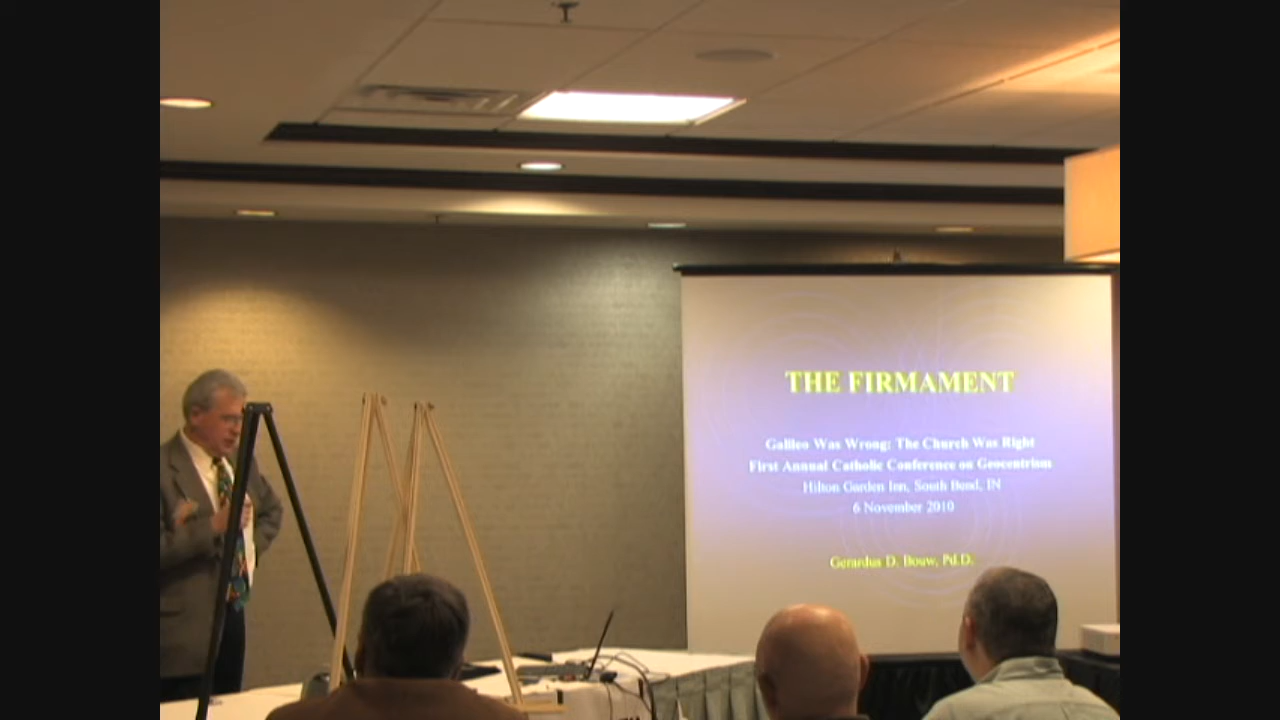 THE FIRMAMENT
Galileo Was Wrong: The Church Was Right
First Annual Catholic Conference on Geocentrism
Hilton Garden Inn, South Bend, IN
6 November 2010
Gerardus D. Bouw, Ph.D.